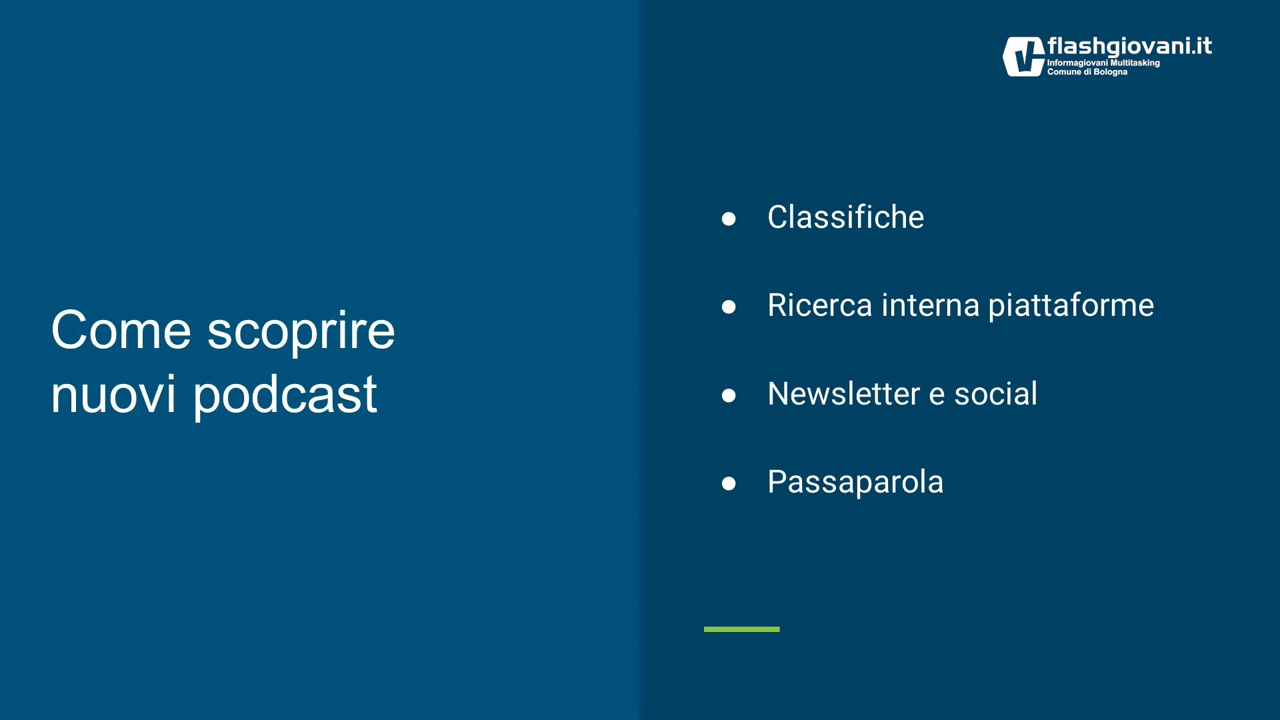 flashgiovani.it
Informagiovani Multitasking
Comune di Bologna
Come scoprire
nuovi podcast
● Classifiche
● Ricerca interna piattaforme
● Newsletter e social
● Passaparola